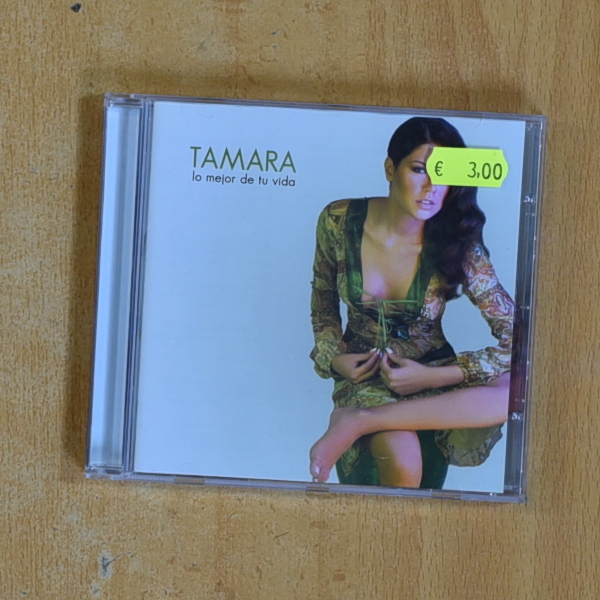 TAMARA
lo mejor de tu vida
€ 3,00